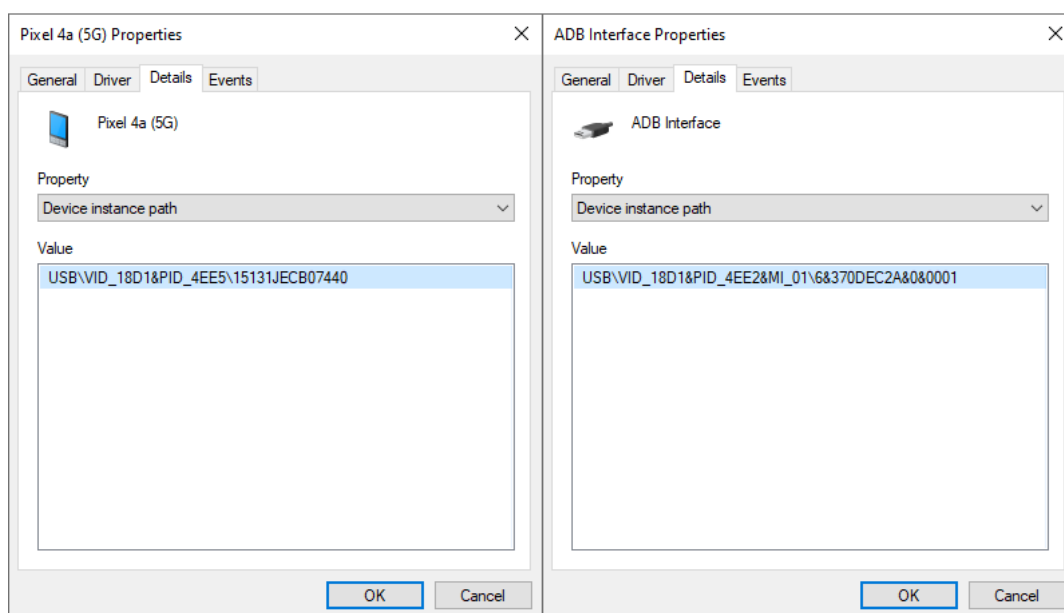 Pixel 4a (5G) Properties
General Driver Details Events
Pixel 4a (5G)
Property
Device instance path
Value
USB\VID_18D1&PID_4EE5\15131JECB07440
OK Cancel
ADB Interface Properties
General Driver Details Events
ADB Interface
Property
Device instance path
Value
USB\VID_18D1&PID_4EE2&MI_01\6&370DEC2A&0&0001
OK Cancel